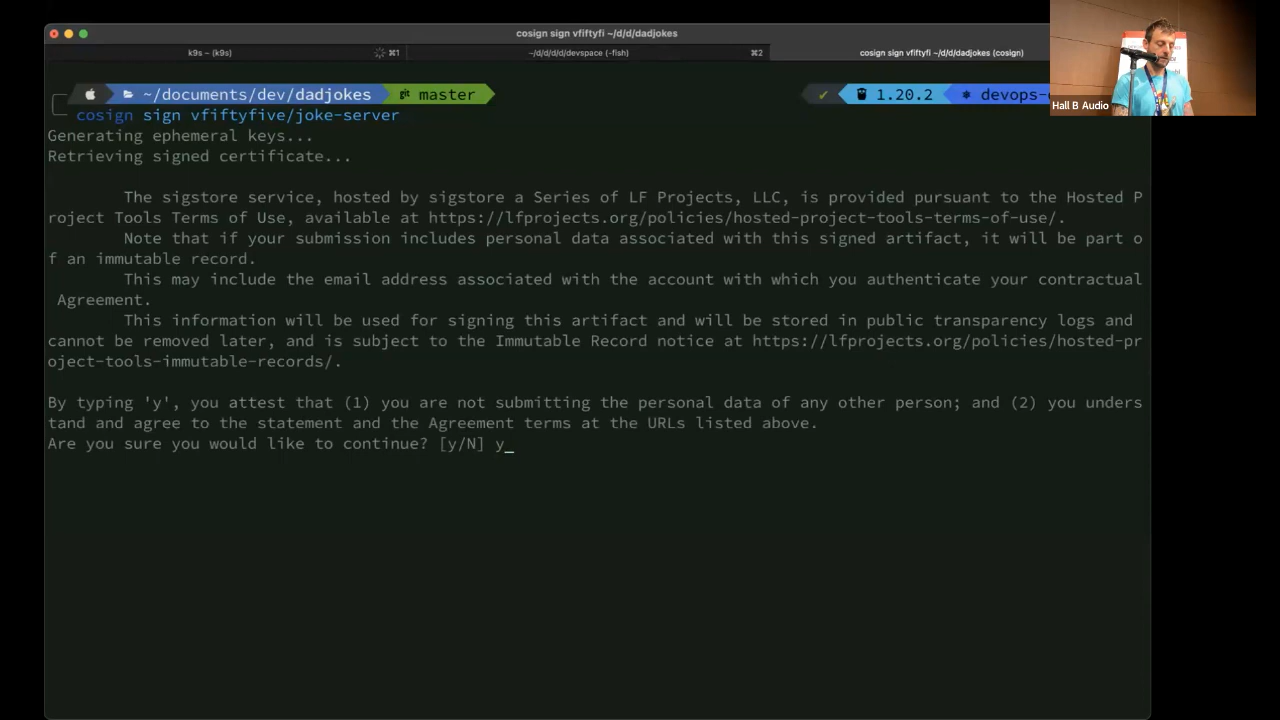 cosign sign vfiftyfi ~/d/d/dadjokes
k9s ~ (k9s)
⌘1
~/d/d/d/d/devspace (-fish)
⌘2
cosign sign vfiftyfi ~/d/d/dadjokes (cosign)
~/documents/dev/dadjokes master ✓ 1.20.2 devops-
cosign sign vfiftyfive/joke-server
Generating ephemeral keys...
Retrieving signed certificate...
The sigstore service, hosted by sigstore a Series of LF Projects, LLC, is provided pursuant to the Hosted P
roject Tools Terms of Use, available at https://lfprojects.org/policies/hosted-project-tools-terms-of-use/.
Note that if your submission includes personal data associated with this signed artifact, it will be part o
f an immutable record.
This may include the email address associated with the account with which you authenticate your contractual
Agreement.
This information will be used for signing this artifact and will be stored in public transparency logs and
cannot be removed later, and is subject to the Immutable Record notice at https://lfprojects.org/policies/hosted-pr
oject-tools-immutable-records/.
By typing 'y', you attest that (1) you are not submitting the personal data of any other person; and (2) you unders
tand and agree to the statement and the Agreement terms at the URLs listed above.
Are you sure you would like to continue? [y/N] y_
Hall B Audio